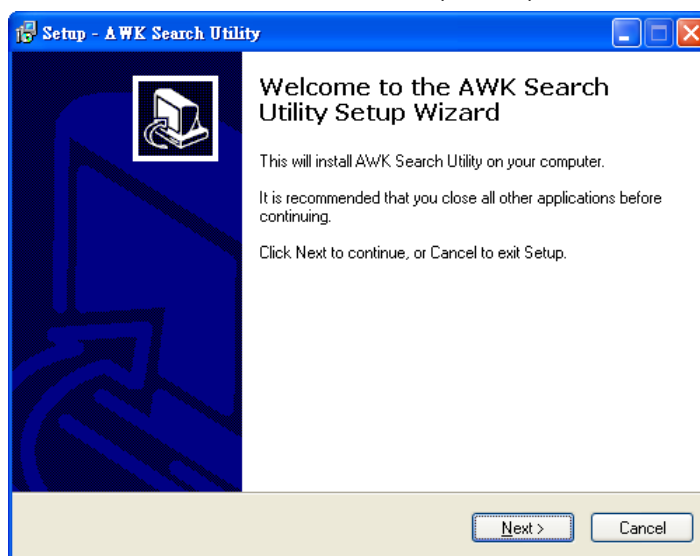 Setup - AWK Search Utility
Welcome to the AWK Search
Utility Setup Wizard
This will install AWK Search Utility on your computer.
It is recommended that you close all other applications before
continuing.
Click Next to continue, or Cancel to exit Setup.
Next >
Cancel